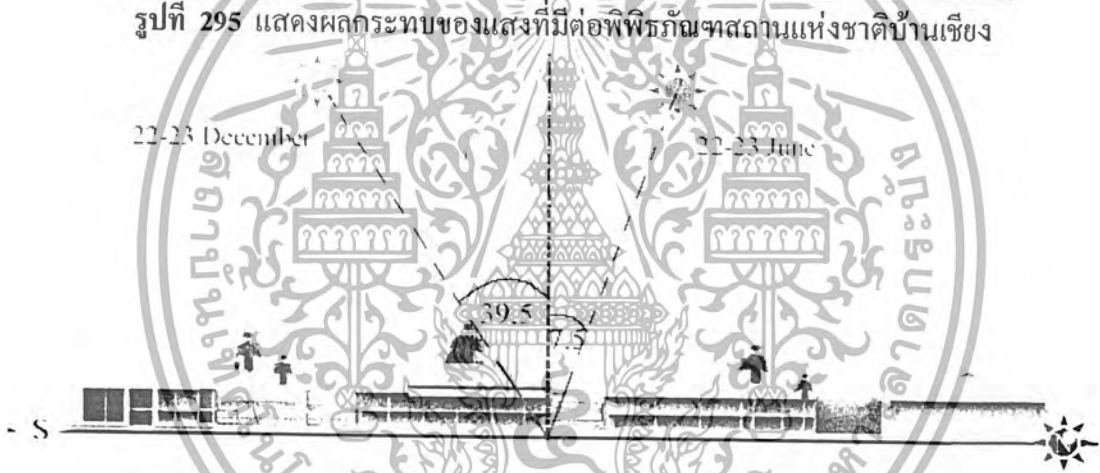 รูปที่ 295 แสดงผลกระทบของแสงที่มีต่อพิพิธภัณฑสถานแห่งชาติบ้านเชียง
22-23 December
22-23 June
39.5
7.5
S